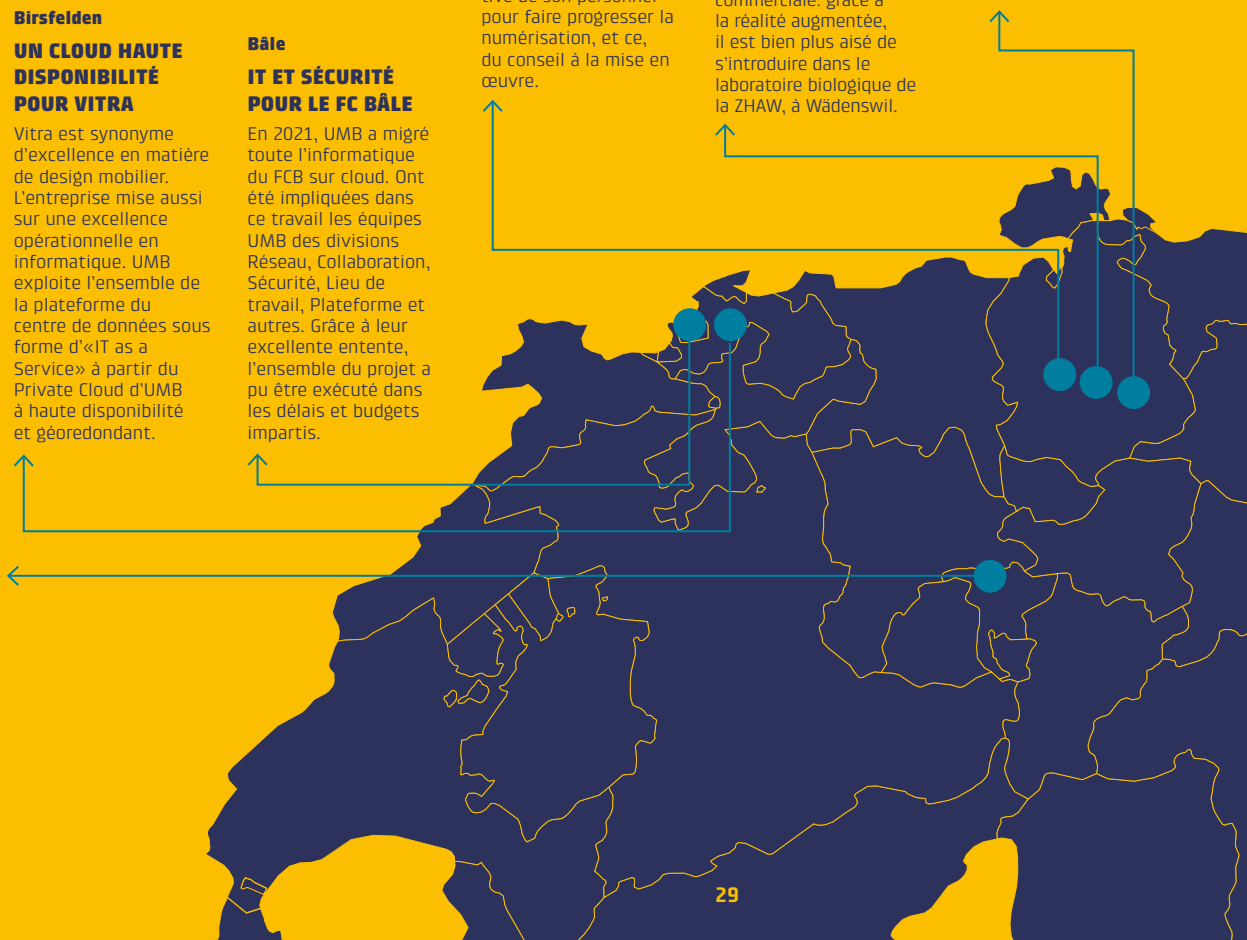 Birsfelden
UN CLOUD HAUTE
DISPONIBILITÉ
POUR VITRA
Vitra est synonyme
d’excellence en matière
de design mobilier.
L’entreprise mise aussi
sur une excellence
opérationnelle en
informatique. UMB
exploite l’ensemble de
la plateforme du
centre de données sous
forme d’«IT as a
Service» à partir du
Private Cloud d’UMB
à haute disponibilité
et géoredondant.
Bâle
IT ET SÉCURITÉ
POUR LE FC BÂLE
En 2021, UMB a migré
toute l’informatique
du FCB sur cloud. Ont
été impliquées dans
ce travail les équipes
UMB des divisions
Réseau, Collaboration,
Sécurité, Lieu de
travail, Plateforme et
autres. Grâce à leur
excellente entente,
l’ensemble du projet a
pu être exécuté dans
les délais et budgets
impartis.
tive de son personnel
pour faire progresser la
numérisation, et ce,
du conseil à la mise en
œuvre.
commerciale: grâce à
la réalité augmentée,
il est bien plus aisé de
s’introduire dans le
laboratoire biologique de
la ZHAW, à Wädenswil.
29